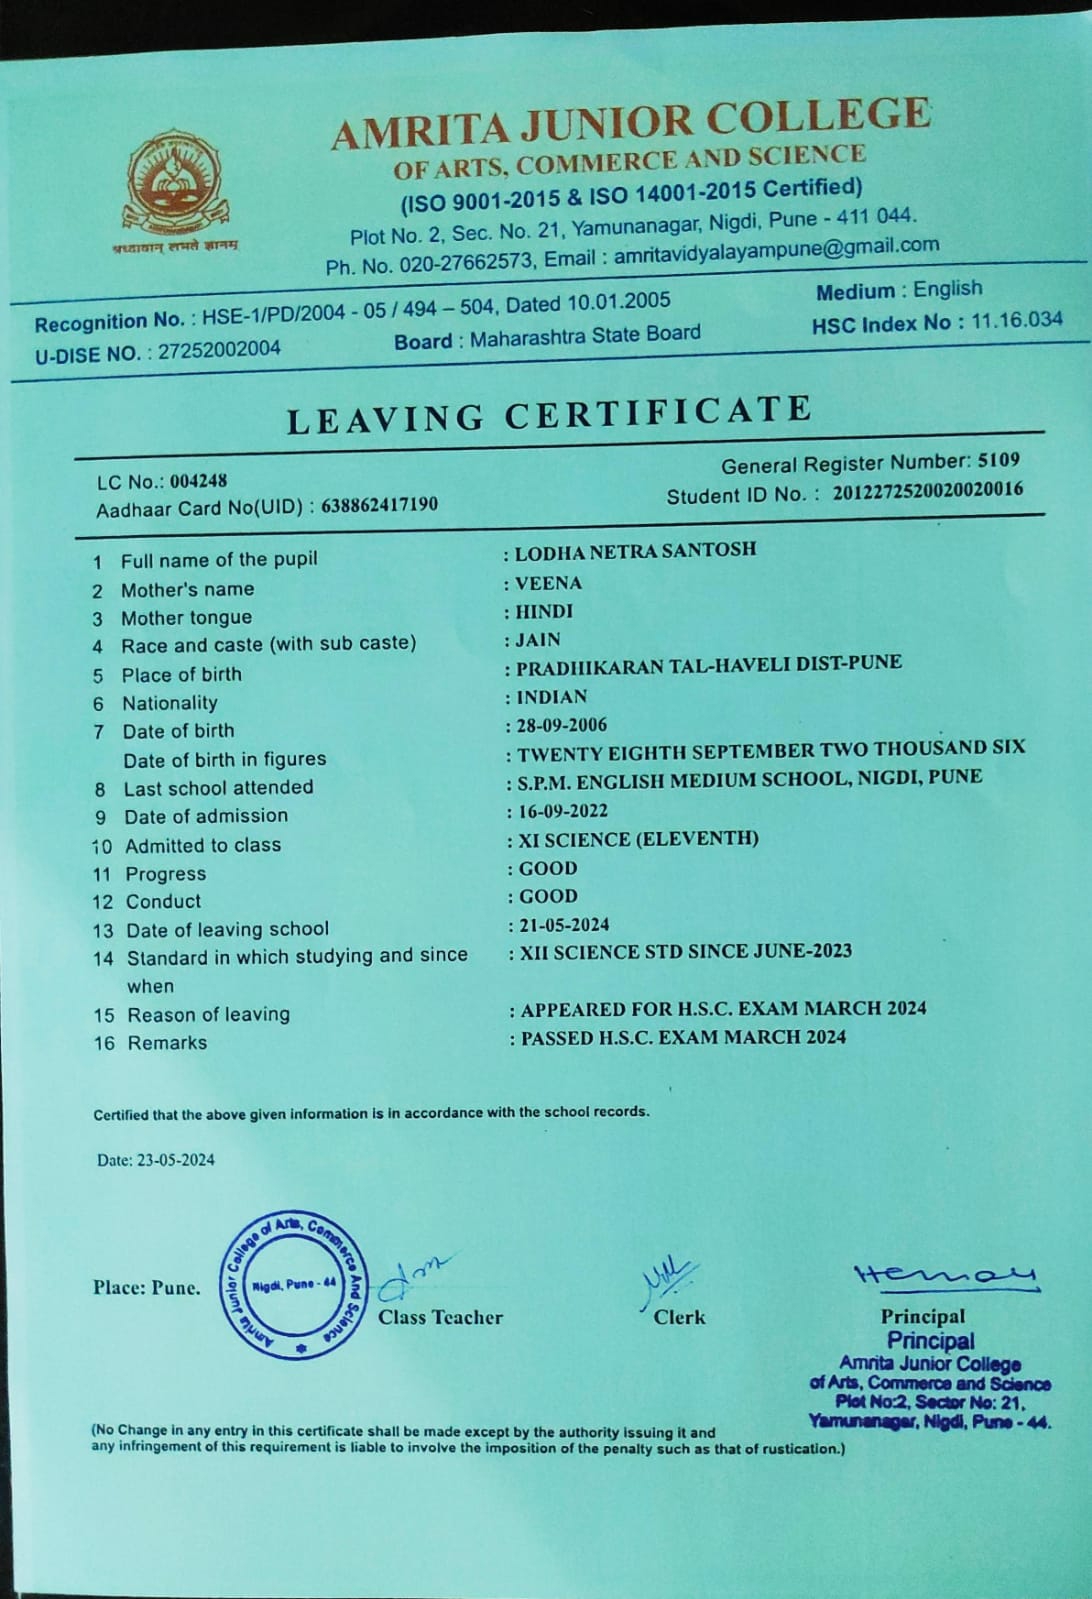 AMRITA JUNIOR COLLEGE
OF ARTS, COMMERCE AND SCIENCE
(ISO 9001-2015 & ISO 14001-2015 Certified)
Plot No. 2, Sec. No. 21, Yamunanagar, Nigdi, Pune - 411 044.
Ph. No. 020-27662573, Email : amritavidyalayampune@gmail.com
श्रध्दावान् लभते ज्ञानम्
Recognition No. : HSE-1/PD/2004 - 05 / 494 – 504, Dated 10.01.2005 Medium : English
U-DISE NO. : 27252002004 Board : Maharashtra State Board HSC Index No : 11.16.034
LEAVING CERTIFICATE
LC No.: 004248 General Register Number: 5109
Aadhaar Card No(UID) : 638862417190 Student ID No. : 2012272520020020016
1 Full name of the pupil : LODHA NETRA SANTOSH
2 Mother's name : VEENA
3 Mother tongue : HINDI
4 Race and caste (with sub caste) : JAIN
5 Place of birth : PRADHIKARAN TAL-HAVELI DIST-PUNE
6 Nationality : INDIAN
7 Date of birth : 28-09-2006
Date of birth in figures : TWENTY EIGHTH SEPTEMBER TWO THOUSAND SIX
8 Last school attended : S.P.M. ENGLISH MEDIUM SCHOOL, NIGDI, PUNE
9 Date of admission : 16-09-2022
10 Admitted to class : XI SCIENCE (ELEVENTH)
11 Progress : GOOD
12 Conduct : GOOD
13 Date of leaving school : 21-05-2024
14 Standard in which studying and since : XII SCIENCE STD SINCE JUNE-2023
when
15 Reason of leaving : APPEARED FOR H.S.C. EXAM MARCH 2024
16 Remarks : PASSED H.S.C. EXAM MARCH 2024
Certified that the above given information is in accordance with the school records.
Date: 23-05-2024
Amrita Junior College of Arts, Commerce And Science
Nigdi, Pune - 44
Place: Pune. Class Teacher Clerk Principal
Principal
Amrita Junior College
of Arts, Commerce and Science
Plot No:2, Sector No: 21,
Yamunanagar, Nigdi, Pune - 44.
(No Change in any entry in this certificate shall be made except by the authority issuing it and
any infringement of this requirement is liable to involve the imposition of the penalty such as that of rustication.)